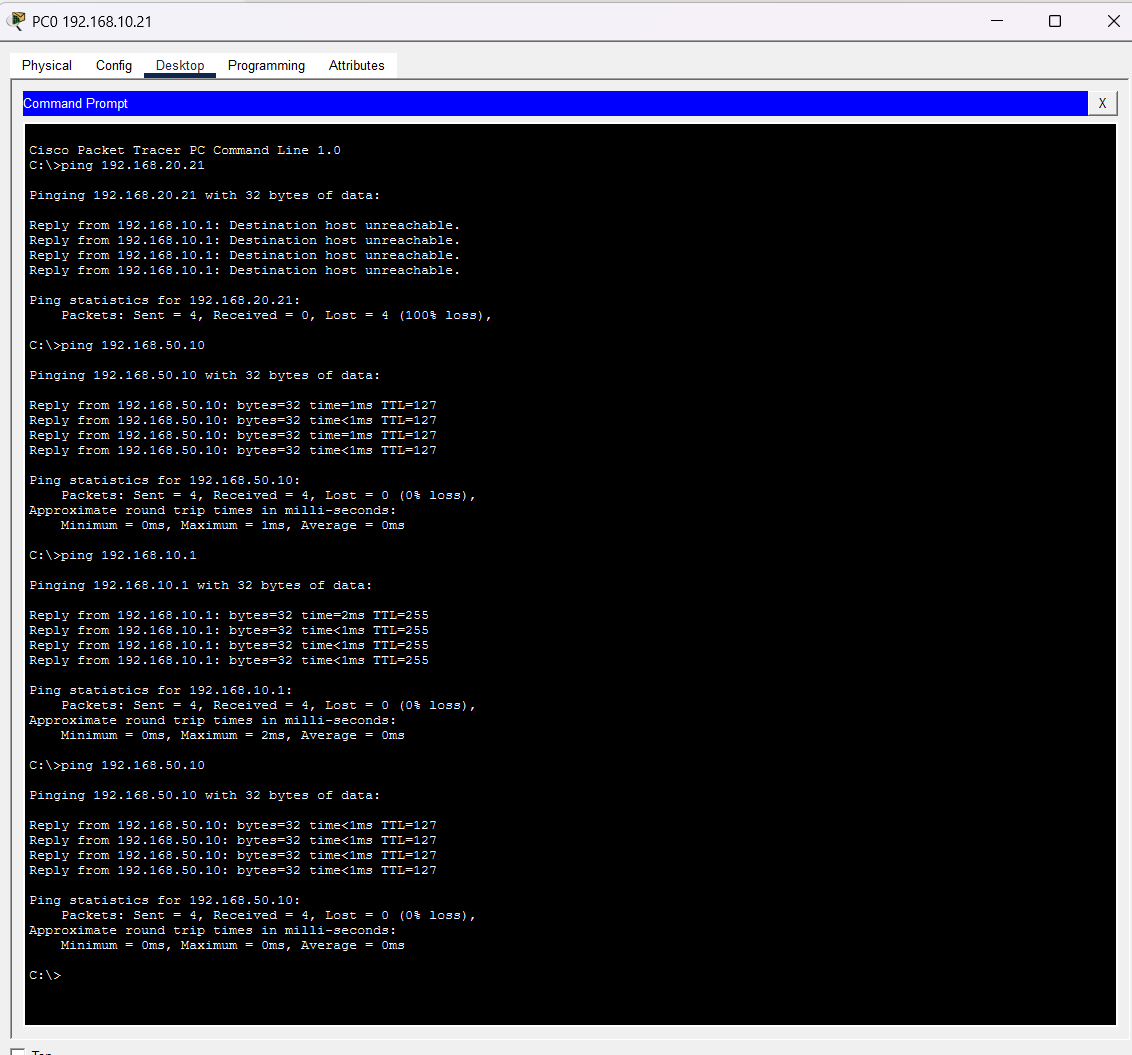 PC0 192.168.10.21
Physical Config Desktop Programming Attributes
Command Prompt
X
Cisco Packet Tracer PC Command Line 1.0
C:\>ping 192.168.20.21
Pinging 192.168.20.21 with 32 bytes of data:
Reply from 192.168.10.1: Destination host unreachable.
Reply from 192.168.10.1: Destination host unreachable.
Reply from 192.168.10.1: Destination host unreachable.
Reply from 192.168.10.1: Destination host unreachable.
Ping statistics for 192.168.20.21:
    Packets: Sent = 4, Received = 0, Lost = 4 (100% loss),
C:\>ping 192.168.50.10
Pinging 192.168.50.10 with 32 bytes of data:
Reply from 192.168.50.10: bytes=32 time=1ms TTL=127
Reply from 192.168.50.10: bytes=32 time<1ms TTL=127
Reply from 192.168.50.10: bytes=32 time=1ms TTL=127
Reply from 192.168.50.10: bytes=32 time<1ms TTL=127
Ping statistics for 192.168.50.10:
    Packets: Sent = 4, Received = 4, Lost = 0 (0% loss),
Approximate round trip times in milli-seconds:
    Minimum = 0ms, Maximum = 1ms, Average = 0ms
C:\>ping 192.168.10.1
Pinging 192.168.10.1 with 32 bytes of data:
Reply from 192.168.10.1: bytes=32 time=2ms TTL=255
Reply from 192.168.10.1: bytes=32 time<1ms TTL=255
Reply from 192.168.10.1: bytes=32 time<1ms TTL=255
Reply from 192.168.10.1: bytes=32 time<1ms TTL=255
Ping statistics for 192.168.10.1:
    Packets: Sent = 4, Received = 4, Lost = 0 (0% loss),
Approximate round trip times in milli-seconds:
    Minimum = 0ms, Maximum = 2ms, Average = 0ms
C:\>ping 192.168.50.10
Pinging 192.168.50.10 with 32 bytes of data:
Reply from 192.168.50.10: bytes=32 time<1ms TTL=127
Reply from 192.168.50.10: bytes=32 time<1ms TTL=127
Reply from 192.168.50.10: bytes=32 time<1ms TTL=127
Reply from 192.168.50.10: bytes=32 time<1ms TTL=127
Ping statistics for 192.168.50.10:
    Packets: Sent = 4, Received = 4, Lost = 0 (0% loss),
Approximate round trip times in milli-seconds:
    Minimum = 0ms, Maximum = 0ms, Average = 0ms
C:\>